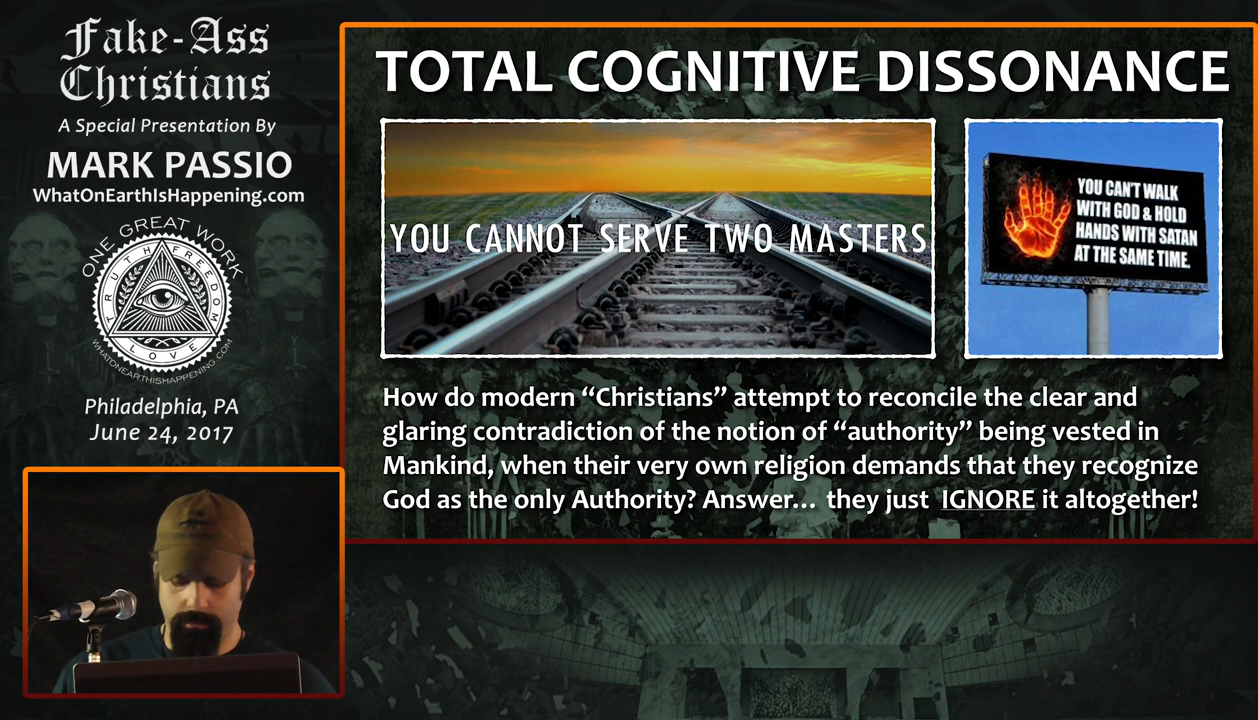 Fake-Ass
Christians
A Special Presentation By
MARK PASSIO
WhatOnEarthIsHappening.com
ONE GREAT WORK
TRUTH FREEDOM LOVE
WHATONEARTHISHAPPENING.COM
Philadelphia, PA
June 24, 2017
TOTAL COGNITIVE DISSONANCE
YOU CANNOT SERVE TWO MASTERS
YOU CAN'T WALK
WITH GOD & HOLD
HANDS WITH SATAN
AT THE SAME TIME.
How do modern “Christians” attempt to reconcile the clear and
glaring contradiction of the notion of “authority” being vested in
Mankind, when their very own religion demands that they recognize
God as the only Authority? Answer… they just IGNORE it altogether!